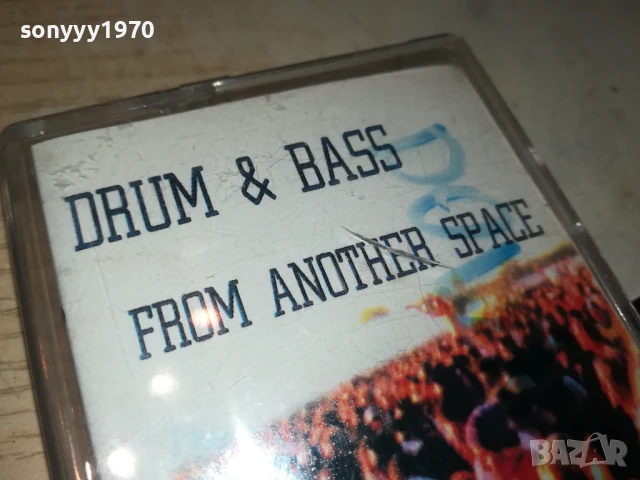 sonyyy1970
DRUM & BASS
FROM ANOTHER SPACE
BAZAR